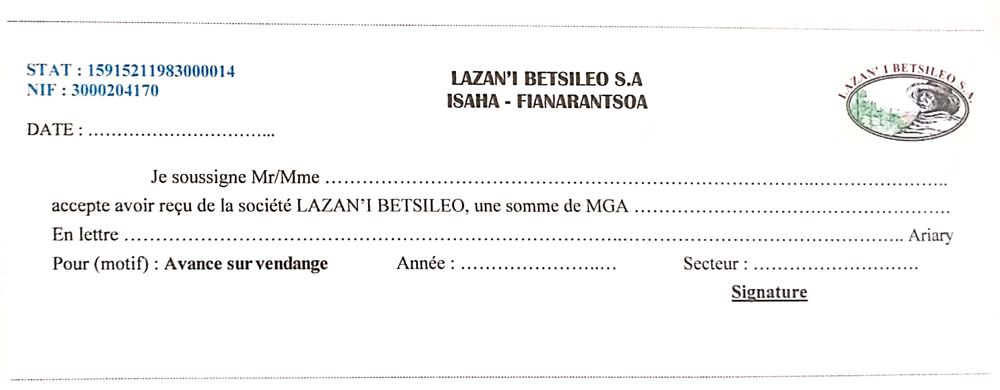 STAT : 15915211983000014
NIF : 3000204170
LAZAN'I BETSILEO S.A
ISAHA - FIANARANTSOA
LAZAN' I BETSILEO S.A.
DATE : ......................................
Je soussigne Mr/Mme ..............................................................................................................
accepte avoir reçu de la société LAZAN'I BETSILEO, une somme de MGA ......................................................
En lettre .......................................................................................................................................... Ariary
Pour (motif) : Avance sur vendange Année : ........................... Secteur : ............................
Signature